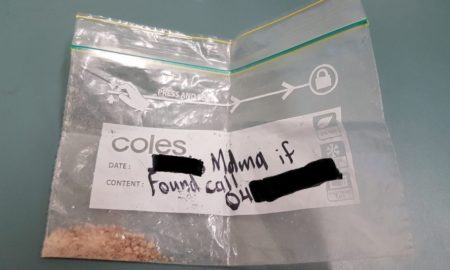 PRESS AND
coles
DATE: Mdma if
CONTENT: Found call
04